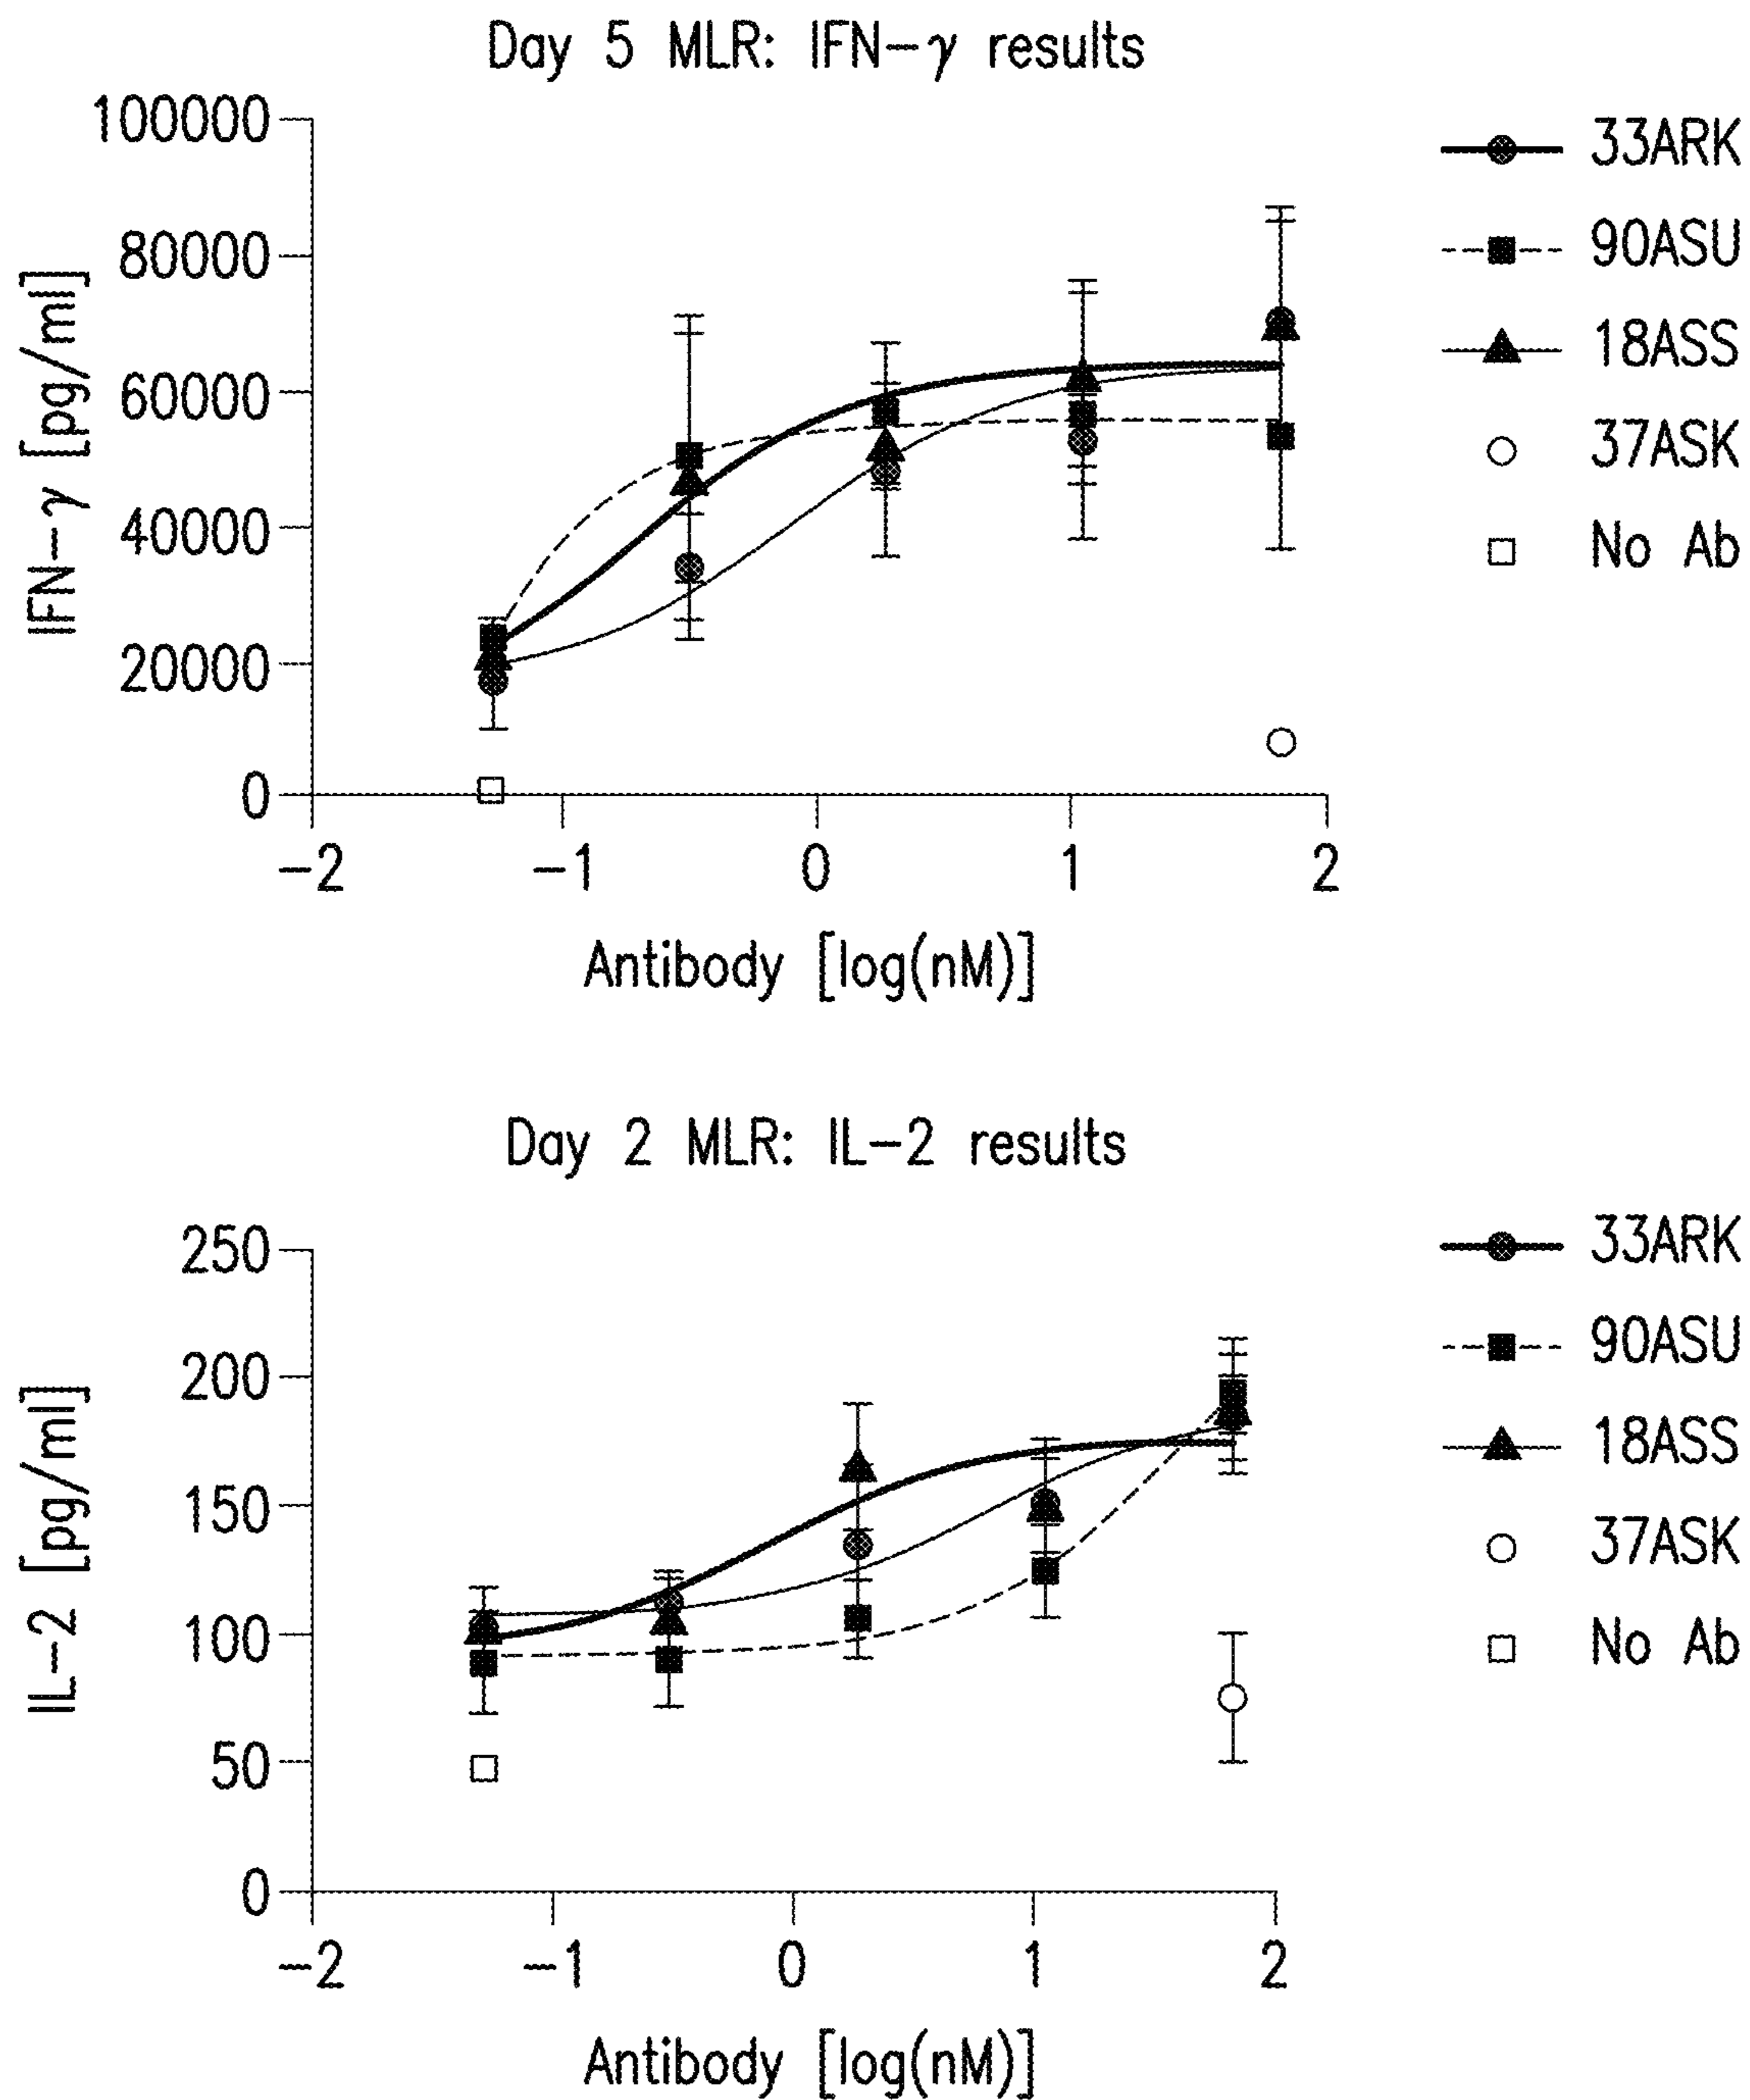 Day 5 MLR: IFN-γ results
100000
80000
60000
40000
20000
0
IFN-γ [pg/ml]
-2 -1 0 1 2
Antibody [log(nM)]
33ARK
90ASU
18ASS
37ASK
No Ab
Day 2 MLR: IL-2 results
250
200
150
100
50
0
IL-2 [pg/ml]
-2 -1 0 1 2
Antibody [log(nM)]
33ARK
90ASU
18ASS
37ASK
No Ab